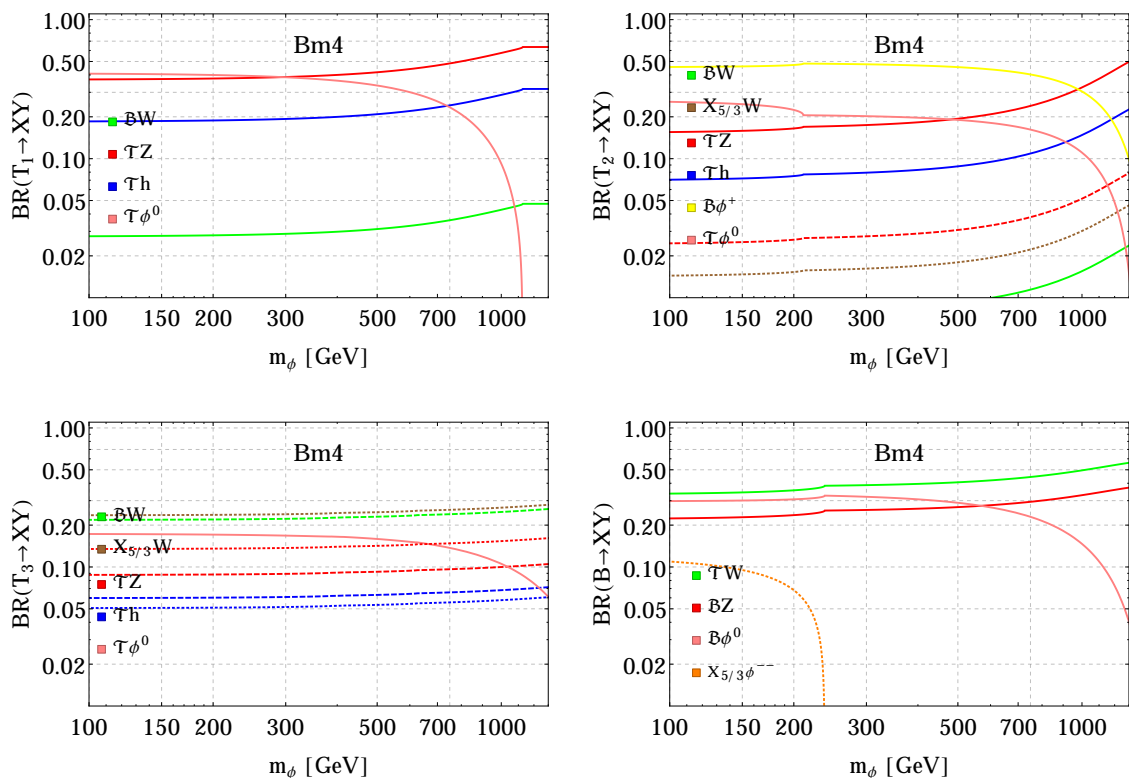 Bm4
BR(T₁→XY)
1.00
0.50
0.20
0.10
0.05
0.02
ℬW
𝒯Z
𝒯h
𝒯ϕ⁰
100 150 200 300 500 700 1000
m_ϕ [GeV]
Bm4
BR(T₂→XY)
1.00
0.50
0.20
0.10
0.05
0.02
ℬW
X₅/₃W
𝒯Z
𝒯h
ℬϕ⁺
𝒯ϕ⁰
100 150 200 300 500 700 1000
m_ϕ [GeV]
Bm4
BR(T₃→XY)
1.00
0.50
0.20
0.10
0.05
0.02
ℬW
X₅/₃W
𝒯Z
𝒯h
𝒯ϕ⁰
100 150 200 300 500 700 1000
m_ϕ [GeV]
Bm4
BR(B→XY)
1.00
0.50
0.20
0.10
0.05
0.02
𝒯W
ℬZ
ℬϕ⁰
X₅/₃ϕ⁻⁻
100 150 200 300 500 700 1000
m_ϕ [GeV]